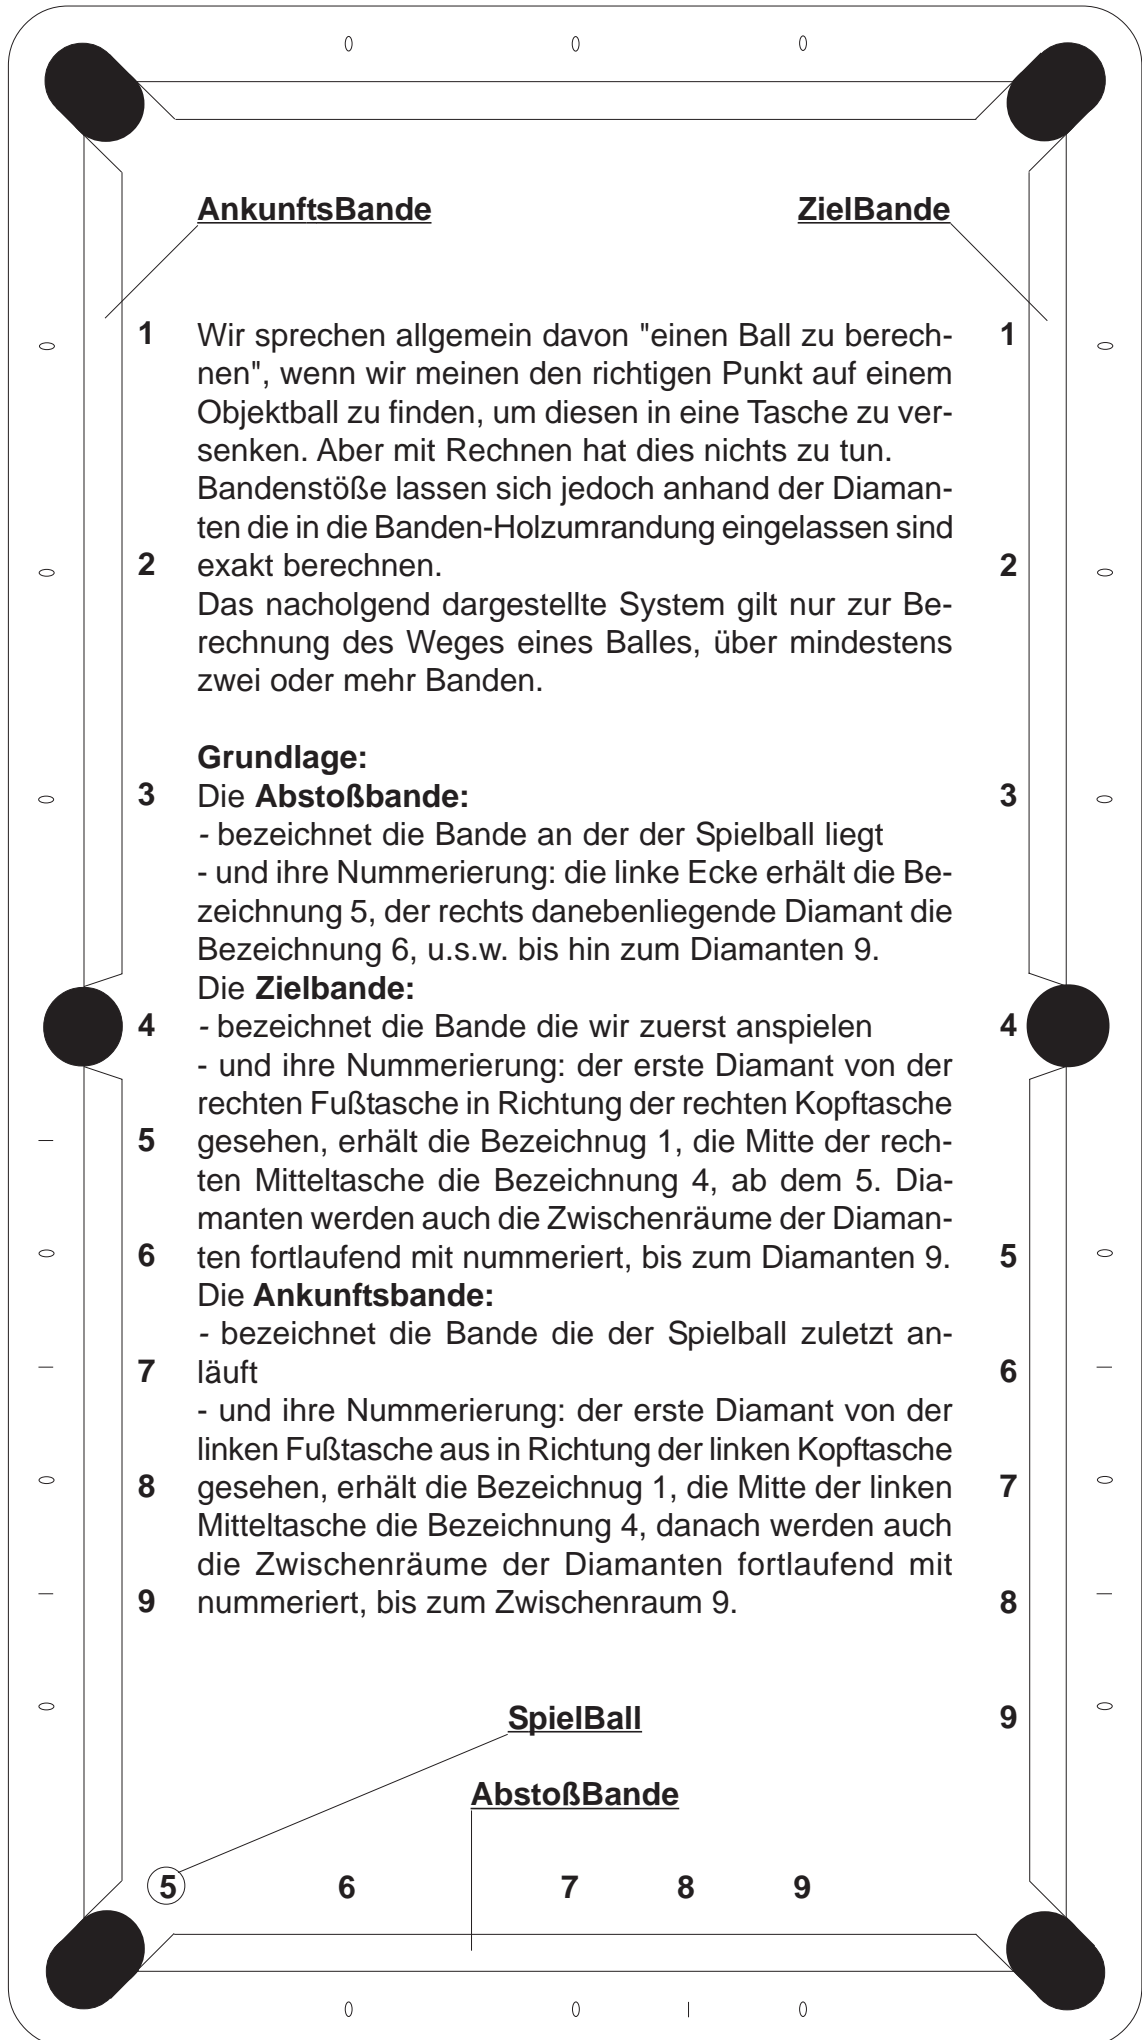 AnkunftsBande
ZielBande
1 Wir sprechen allgemein davon "einen Ball zu berech- 1
nen", wenn wir meinen den richtigen Punkt auf einem
Objektball zu finden, um diesen in eine Tasche zu ver-
senken. Aber mit Rechnen hat dies nichts zu tun.
Bandenstöße lassen sich jedoch anhand der Diaman-
ten die in die Banden-Holzumrandung eingelassen sind
2 exakt berechnen. 2
Das nacholgend dargestellte System gilt nur zur Be-
rechnung des Weges eines Balles, über mindestens
zwei oder mehr Banden.
Grundlage:
3 Die Abstoßbande: 3
- bezeichnet die Bande an der der Spielball liegt
- und ihre Nummerierung: die linke Ecke erhält die Be-
zeichnung 5, der rechts danebenliegende Diamant die
Bezeichnung 6, u.s.w. bis hin zum Diamanten 9.
Die Zielbande:
4 - bezeichnet die Bande die wir zuerst anspielen 4
- und ihre Nummerierung: der erste Diamant von der
rechten Fußtasche in Richtung der rechten Kopftasche
5 gesehen, erhält die Bezeichnug 1, die Mitte der rech-
ten Mitteltasche die Bezeichnung 4, ab dem 5. Dia-
manten werden auch die Zwischenräume der Diaman-
6 ten fortlaufend mit nummeriert, bis zum Diamanten 9. 5
Die Ankunftsbande:
- bezeichnet die Bande die der Spielball zuletzt an-
7 läuft 6
- und ihre Nummerierung: der erste Diamant von der
linken Fußtasche aus in Richtung der linken Kopftasche
8 gesehen, erhält die Bezeichnug 1, die Mitte der linken 7
Mitteltasche die Bezeichnung 4, danach werden auch
die Zwischenräume der Diamanten fortlaufend mit
9 nummeriert, bis zum Zwischenraum 9. 8
SpielBall 9
AbstoßBande
5 6 7 8 9